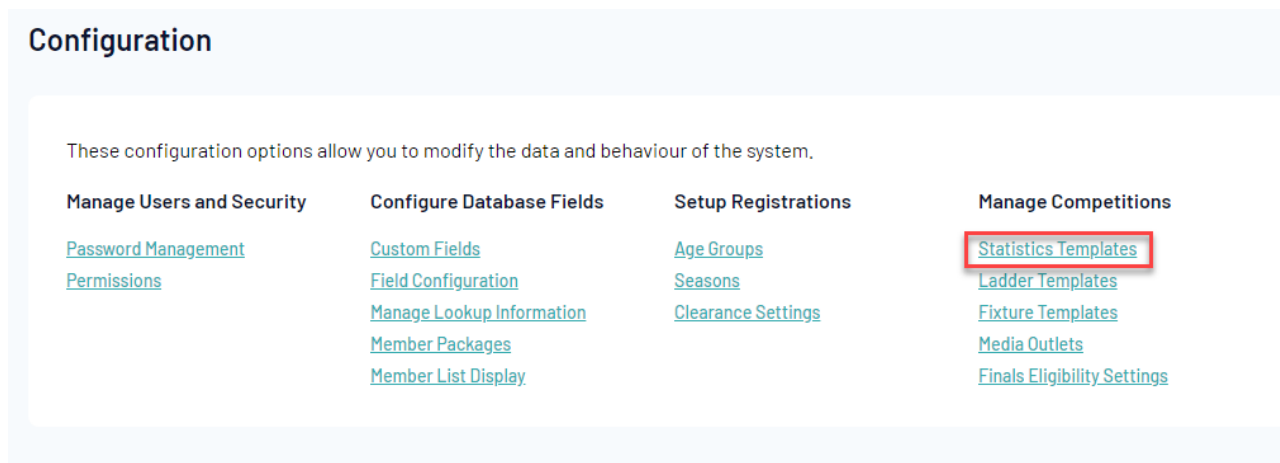 Configuration
These configuration options allow you to modify the data and behaviour of the system.
Manage Users and Security
Password Management
Permissions
Configure Database Fields
Custom Fields
Field Configuration
Manage Lookup Information
Member Packages
Member List Display
Setup Registrations
Age Groups
Seasons
Clearance Settings
Manage Competitions
Statistics Templates
Ladder Templates
Fixture Templates
Media Outlets
Finals Eligibility Settings